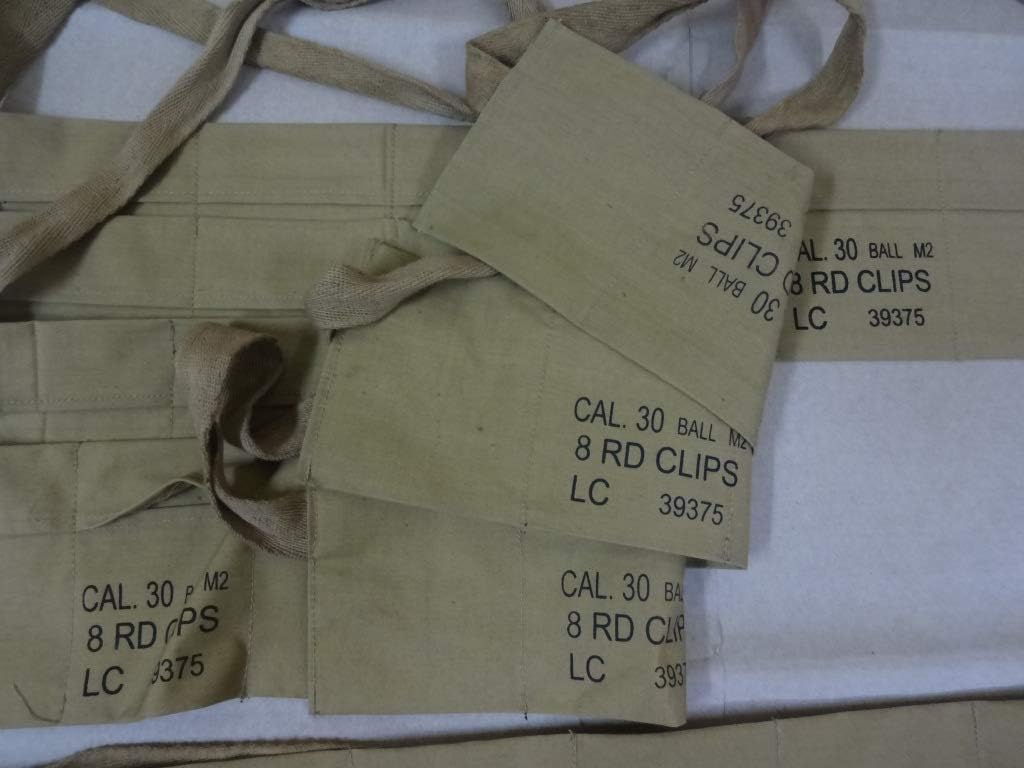 39375
CLIPS
30 BALL M2
CAL. 30 BALL M2
8 RD CLIPS
LC 39375
CAL. 30 BALL M2
8 RD CLIPS
LC 39375
CAL. 30 M2
8 RD
LC
CAL. 30
8 RD
LC